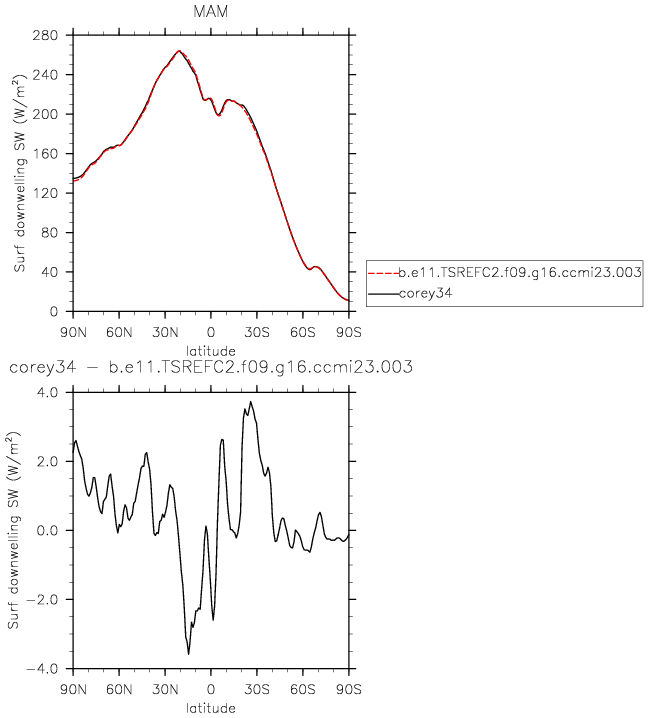 MAM
280
240
200
160
120
80
40
0
Surf downwelling SW (W/m²)
90N 60N 30N 0 30S 60S 90S
latitude
b.e11.TSREFC2.f09.g16.ccmi23.003
corey34
corey34 − b.e11.TSREFC2.f09.g16.ccmi23.003
4.0
2.0
0.0
−2.0
−4.0
Surf downwelling SW (W/m²)
90N 60N 30N 0 30S 60S 90S
latitude